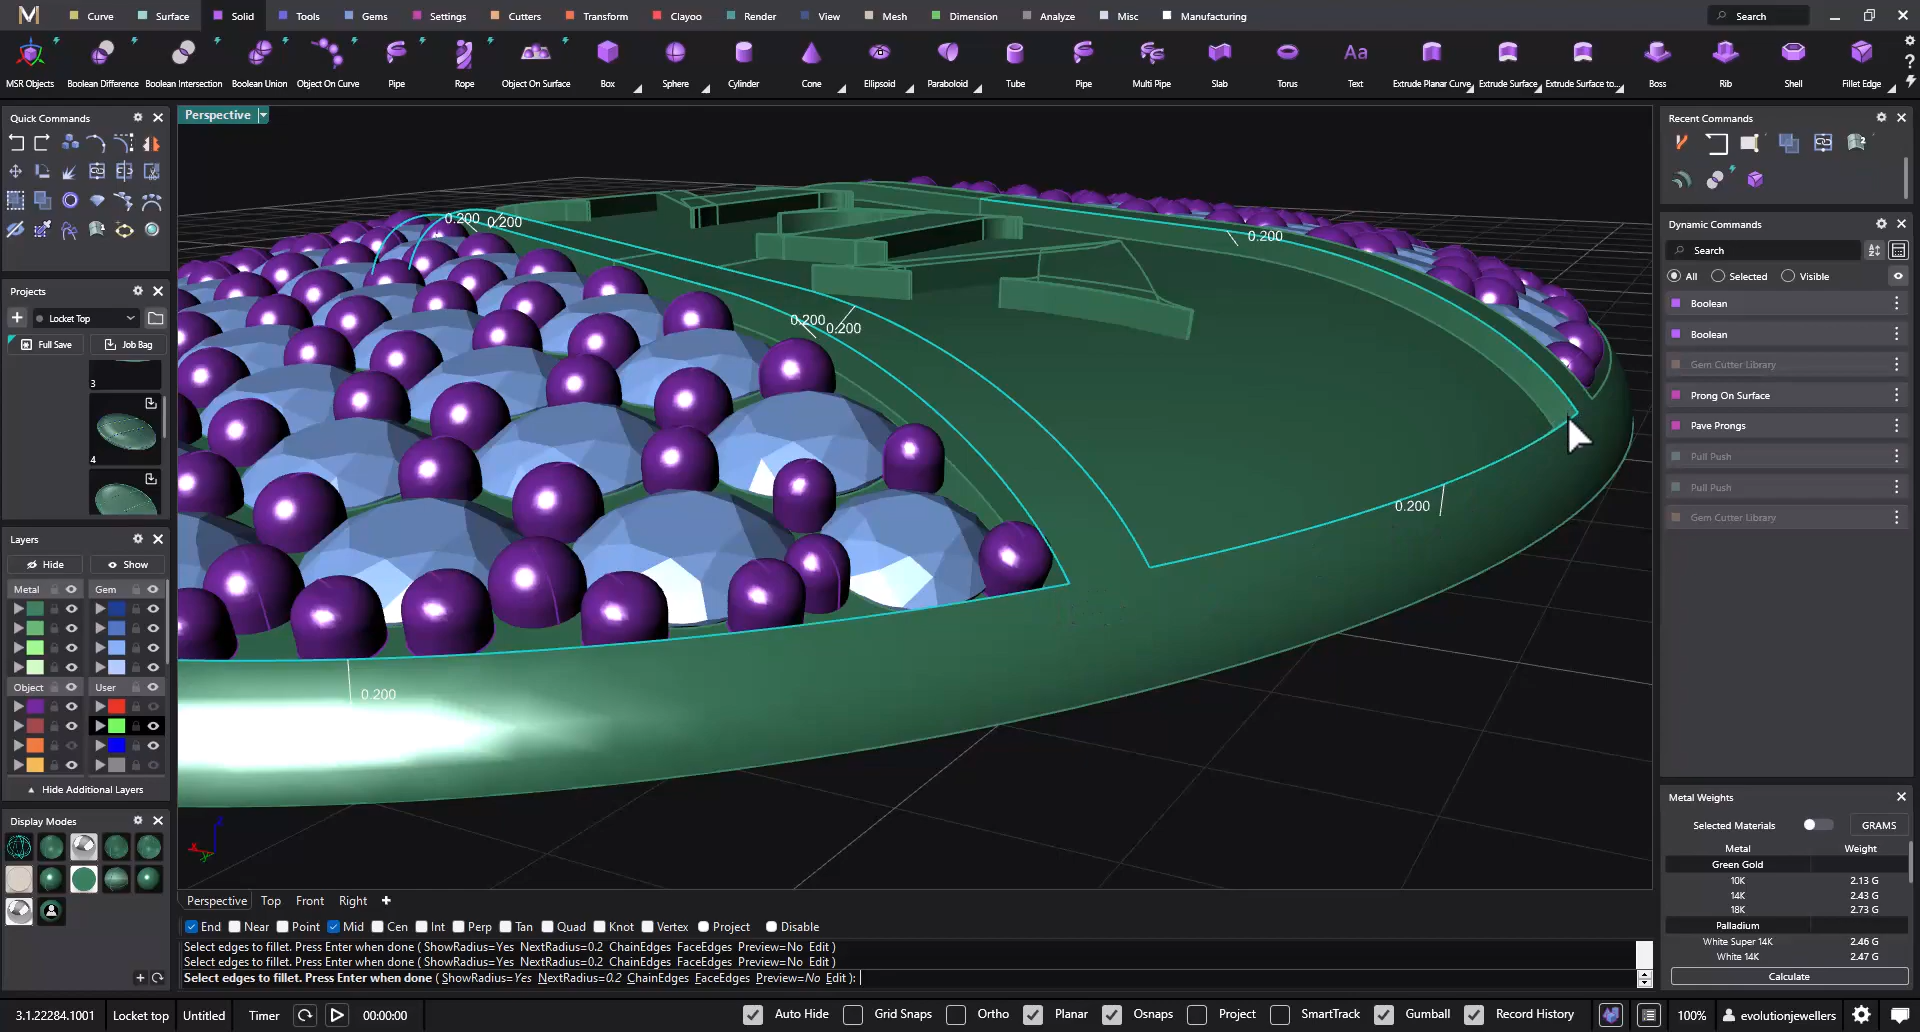 Curve Surface Solid Tools Gems Settings Cutters Transform Clayoo Render View Mesh Dimension Analyze Misc Manufacturing Search
MSR Objects Boolean Difference Boolean Intersection Boolean Union Object On Curve Pipe Rope Object On Surface Box Sphere Cylinder Cone Ellipsoid Paraboloid Tube Pipe Multi Pipe Slab Torus Text Extrude Planar Curve Extrude Surface Extrude Surface to... Boss Rib Shell Fillet Edge
Quick Commands
Projects
Locket Top
Full Save Job Bag
3
4
Layers
Hide Show
Metal Gem
Object User
Hide Additional Layers
Display Modes
Perspective
0.200 0.200
0.200
0.200 0.200
0.200
0.200
Perspective Top Front Right
End Near Point Mid Cen Int Perp Tan Quad Knot Vertex Project Disable
Select edges to fillet. Press Enter when done ( ShowRadius=Yes NextRadius=0.2 ChainEdges FaceEdges Preview=No Edit )
Select edges to fillet. Press Enter when done ( ShowRadius=Yes NextRadius=0.2 ChainEdges FaceEdges Preview=No Edit )
Select edges to fillet. Press Enter when done ( ShowRadius=Yes NextRadius=0.2 ChainEdges FaceEdges Preview=No Edit ):
Recent Commands
Dynamic Commands
Search
All Selected Visible
Boolean
Boolean
Gem Cutter Library
Prong On Surface
Pave Prongs
Pull Push
Pull Push
Gem Cutter Library
Metal Weights
Selected Materials GRAMS
Metal Weight
Green Gold
10K 2.13 G
14K 2.43 G
18K 2.73 G
Palladium
White Super 14K 2.46 G
White 14K 2.47 G
Calculate
3.1.22284.1001 Locket top Untitled Timer 00:00:00 Auto Hide Grid Snaps Ortho Planar Osnaps Project SmartTrack Gumball Record History 100% evolutionjewellers